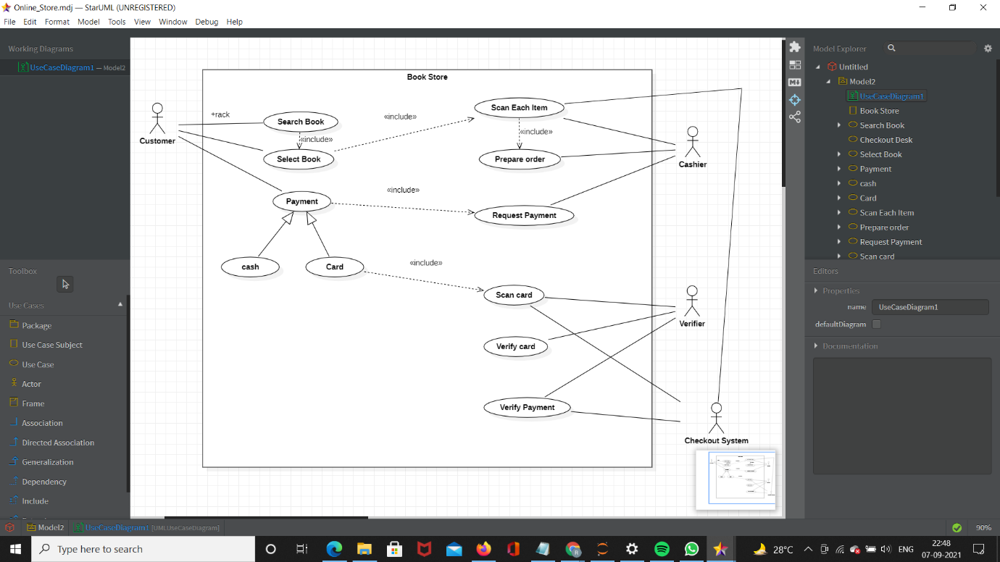 Online_Store.mdj — StarUML (UNREGISTERED)
File Edit Format Model Tools View Window Debug Help
Working Diagrams
UseCaseDiagram1 — Model2
Toolbox
Use Cases
Package
Use Case Subject
Use Case
Actor
Frame
Association
Directed Association
Generalization
Dependency
Include
Book Store
Customer
+rack
Search Book
«include»
Select Book
«include»
Scan Each Item
«include»
Prepare order
Cashier
Payment
«include»
Request Payment
cash
Card
«include»
Scan card
Verifier
Verify card
Verify Payment
Checkout System
Model Explorer
Untitled
Model2
UseCaseDiagram1
Book Store
Search Book
Checkout Desk
Select Book
Payment
cash
Card
Scan Each Item
Prepare order
Request Payment
Scan card
Editors
Properties
name UseCaseDiagram1
defaultDiagram
Documentation
Model2 UseCaseDiagram1 [UMLUseCaseDiagram]
90%
Type here to search
28°C
ENG
22:48
07-09-2021